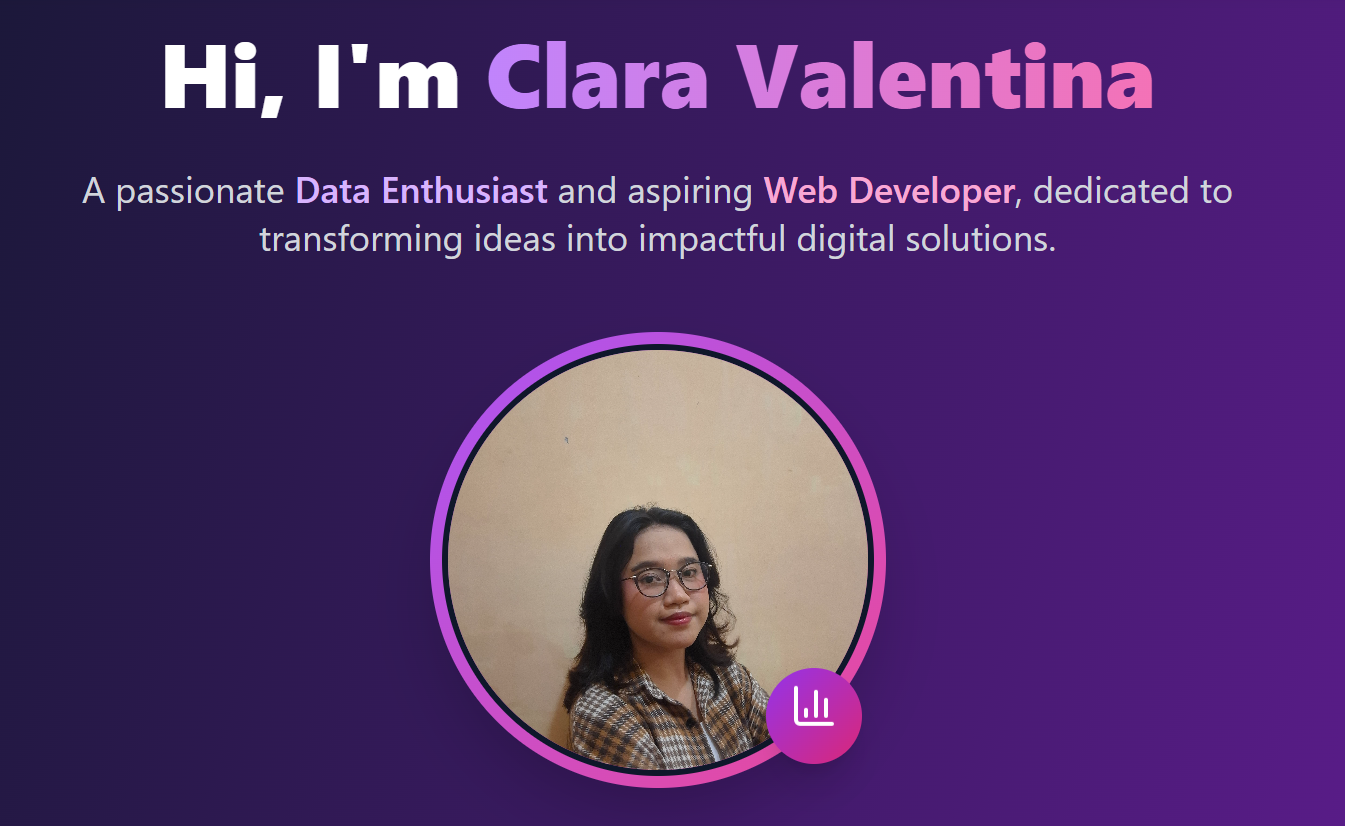 Hi, I'm Clara Valentina
A passionate Data Enthusiast and aspiring Web Developer, dedicated to
transforming ideas into impactful digital solutions.